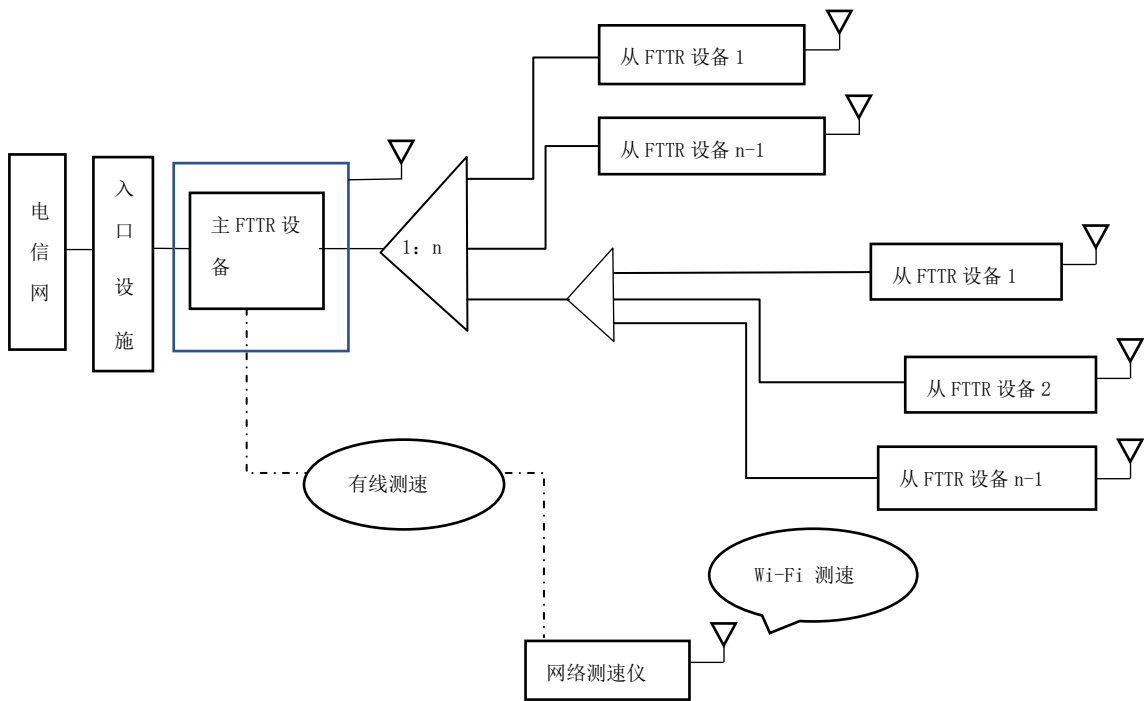 从 FTTR 设备 1
从 FTTR 设备 n-1
电信网
入口设施
主 FTTR 设
备
1: n
从 FTTR 设备 1
从 FTTR 设备 2
从 FTTR 设备 n-1
有线测速
Wi-Fi 测速
网络测速仪